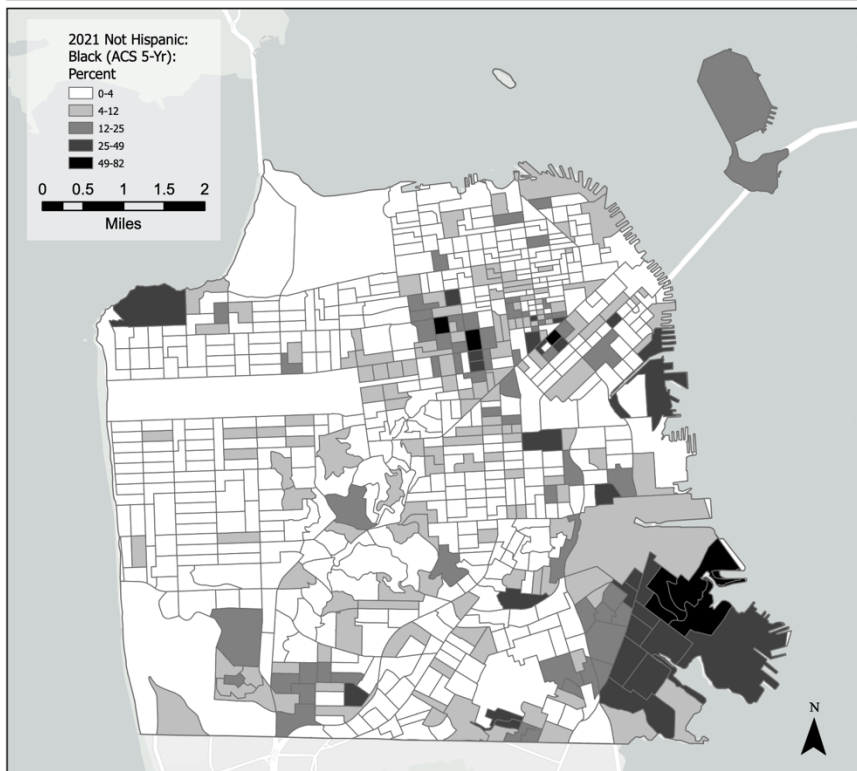 2021 Not Hispanic:
Black (ACS 5-Yr):
Percent
0-4
4-12
12-25
25-49
49-82
0 0.5 1 1.5 2
Miles
N